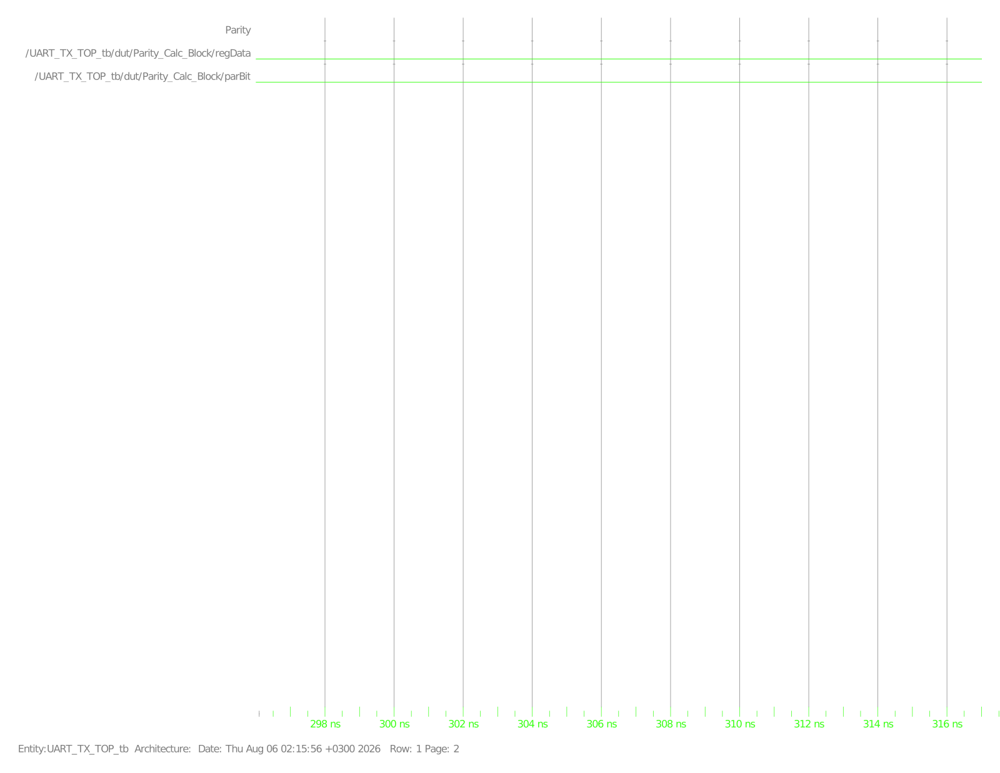 Parity
/UART_TX_TOP_tb/dut/Parity_Calc_Block/regData
/UART_TX_TOP_tb/dut/Parity_Calc_Block/parBit
298 ns 300 ns 302 ns 304 ns 306 ns 308 ns 310 ns 312 ns 314 ns 316 ns
Entity:UART_TX_TOP_tb Architecture: Date: Thu Aug 06 02:15:56 +0300 2026 Row: 1 Page: 2